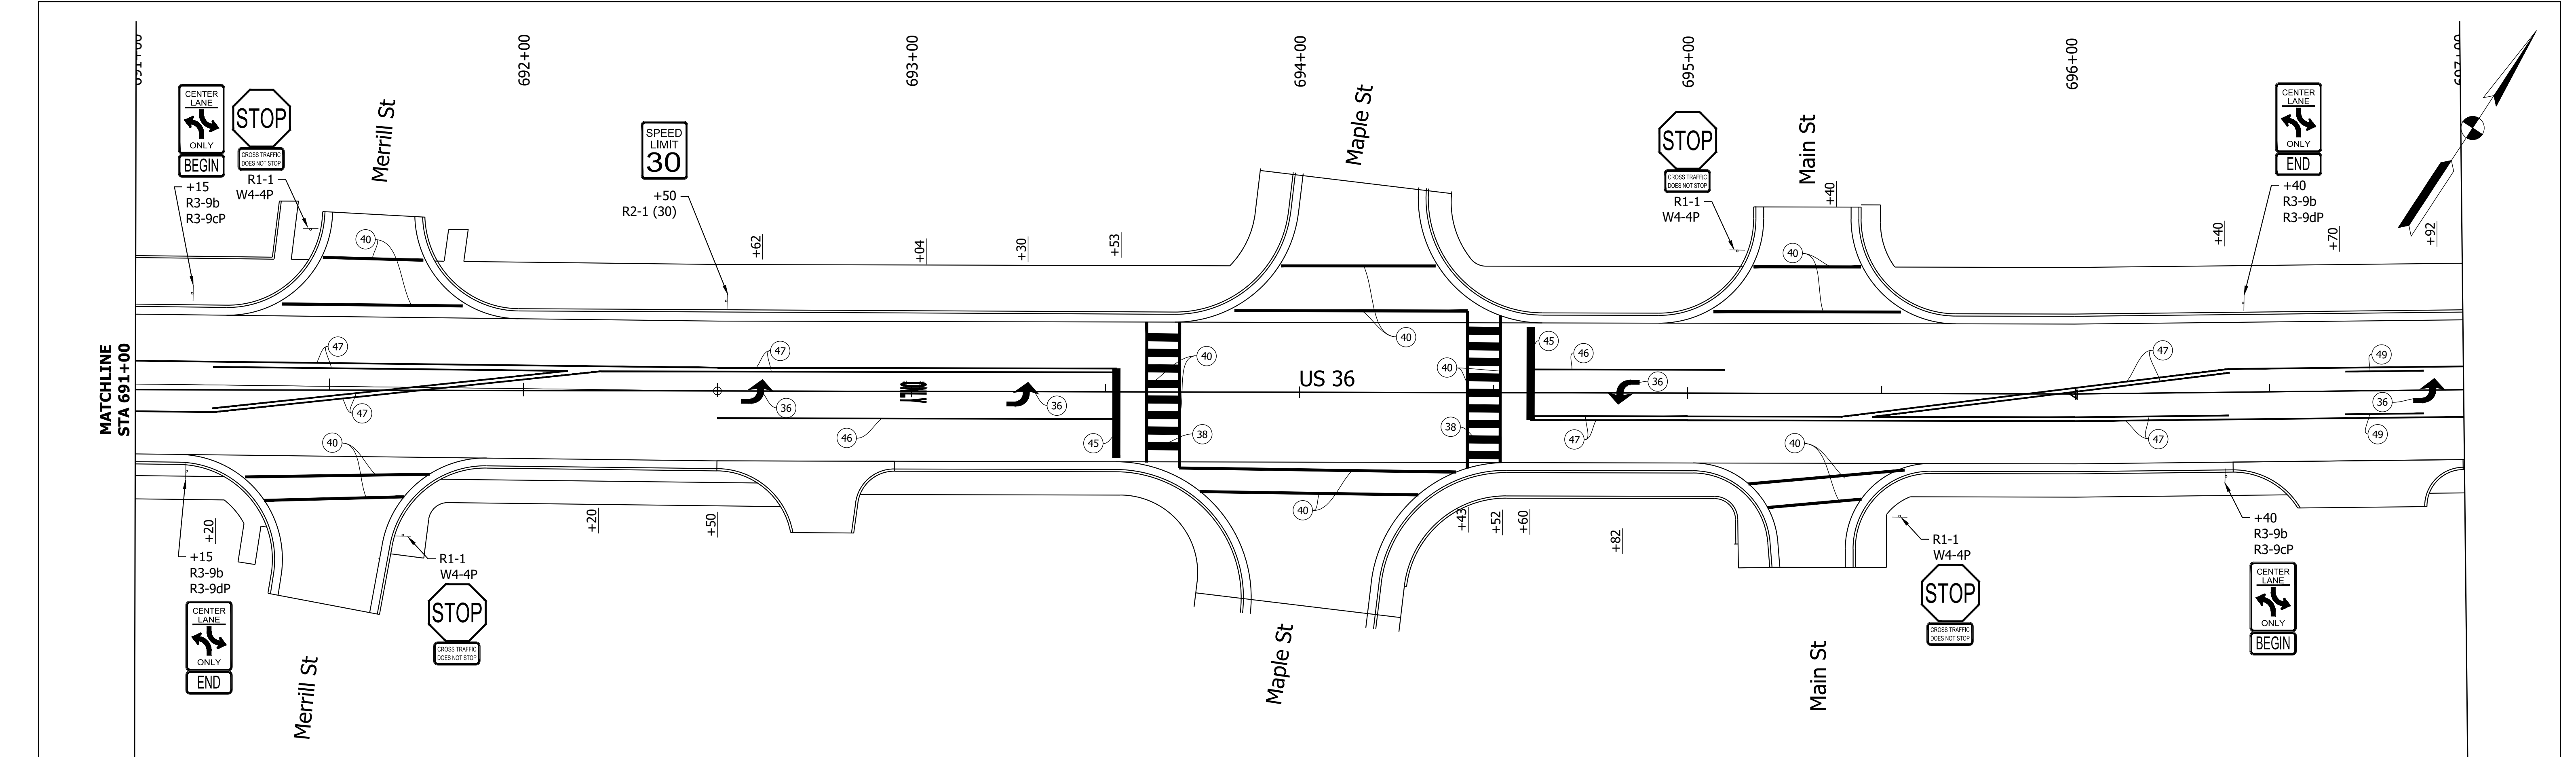 692+00
693+00
694+00
695+00
696+00
CENTER
LANE
ONLY
BEGIN
+15
R3-9b
R3-9cP
STOP
CROSS TRAFFIC
DOES NOT STOP
R1-1
W4-4P
Merrill St
SPEED
LIMIT
30
+50
R2-1 (30)
+62
+04
+30
+53
Maple St
STOP
CROSS TRAFFIC
DOES NOT STOP
R1-1
W4-4P
Main St
+40
CENTER
LANE
ONLY
END
+40
R3-9b
R3-9dP
+40
+70
+92
40
40
40
MATCHLINE
STA 691+00
47
47
47
40
36
36
46
45
40
38
US 36
40
38
45
46
36
47
47
47
40
49
36
49
40
+20
+15
R3-9b
R3-9dP
CENTER
LANE
ONLY
END
Merrill St
R1-1
W4-4P
STOP
CROSS TRAFFIC
DOES NOT STOP
+20
+50
40
Maple St
+43
+52
+60
+82
Main St
R1-1
W4-4P
STOP
CROSS TRAFFIC
DOES NOT STOP
+40
R3-9b
R3-9cP
CENTER
LANE
ONLY
BEGIN